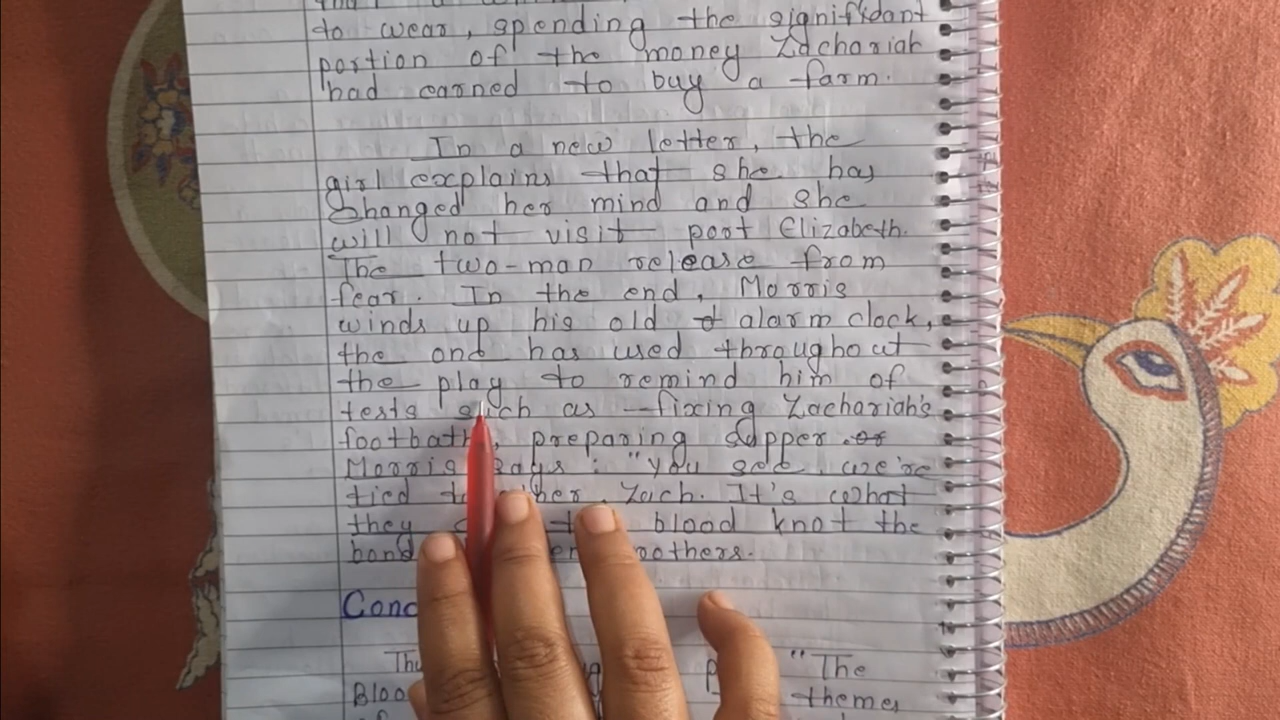 to wear, spending the signifidant
portion of the money Zachariah
had earned to buy a farm.
In a new letter, the
girl explains that she has
changed her mind and she
will not visit port Elizabeth.
The two-man release from
fear. In the end, Morris
winds up his old alarm clock,
the one has used throughout
the play to remind him of
tests such as fixing Zachariah's
footbath, preparing supper
Morris says: "You see, we're
tied together, Zach. It's what
they blood knot the
bond brothers.
Conc
"The
themes